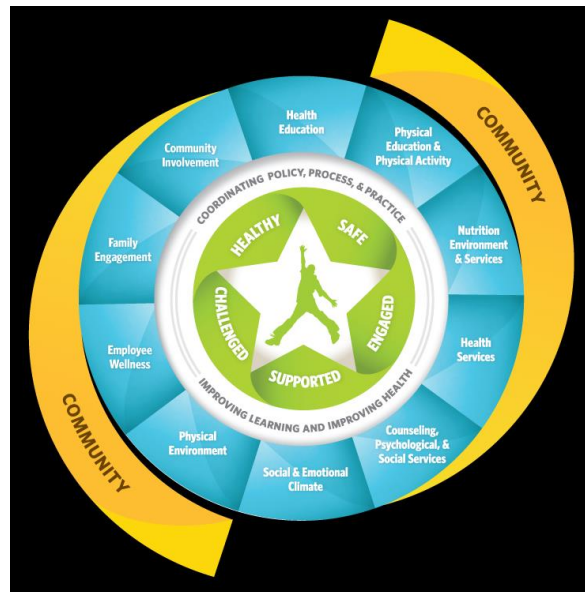 COMMUNITY
Health
Education
Physical
Education &
Physical Activity
Nutrition
Environment
& Services
Health
Services
Counseling,
Psychological, &
Social Services
Social & Emotional
Climate
Physical
Environment
Employee
Wellness
Family
Engagement
Community
Involvement
COORDINATING POLICY, PROCESS, & PRACTICE
IMPROVING LEARNING AND IMPROVING HEALTH
HEALTHY
SAFE
ENGAGED
SUPPORTED
CHALLENGED
COMMUNITY